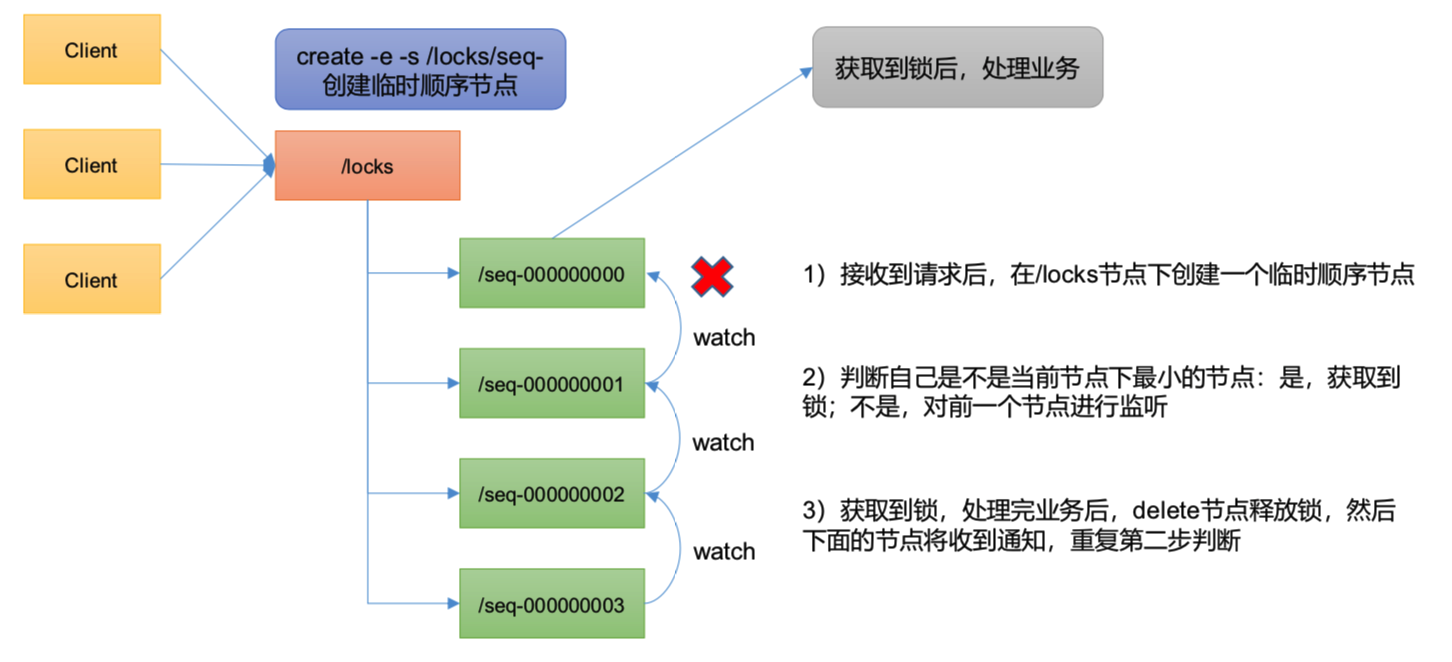 Client
create -e -s /locks/seq-
创建临时顺序节点
获取到锁后，处理业务
Client
/locks
Client
/seq-000000000
1）接收到请求后，在/locks节点下创建一个临时顺序节点
watch
/seq-000000001
2）判断自己是不是当前节点下最小的节点：是，获取到
锁；不是，对前一个节点进行监听
watch
/seq-000000002
3）获取到锁，处理完业务后，delete节点释放锁，然后
下面的节点将收到通知，重复第二步判断
watch
/seq-000000003